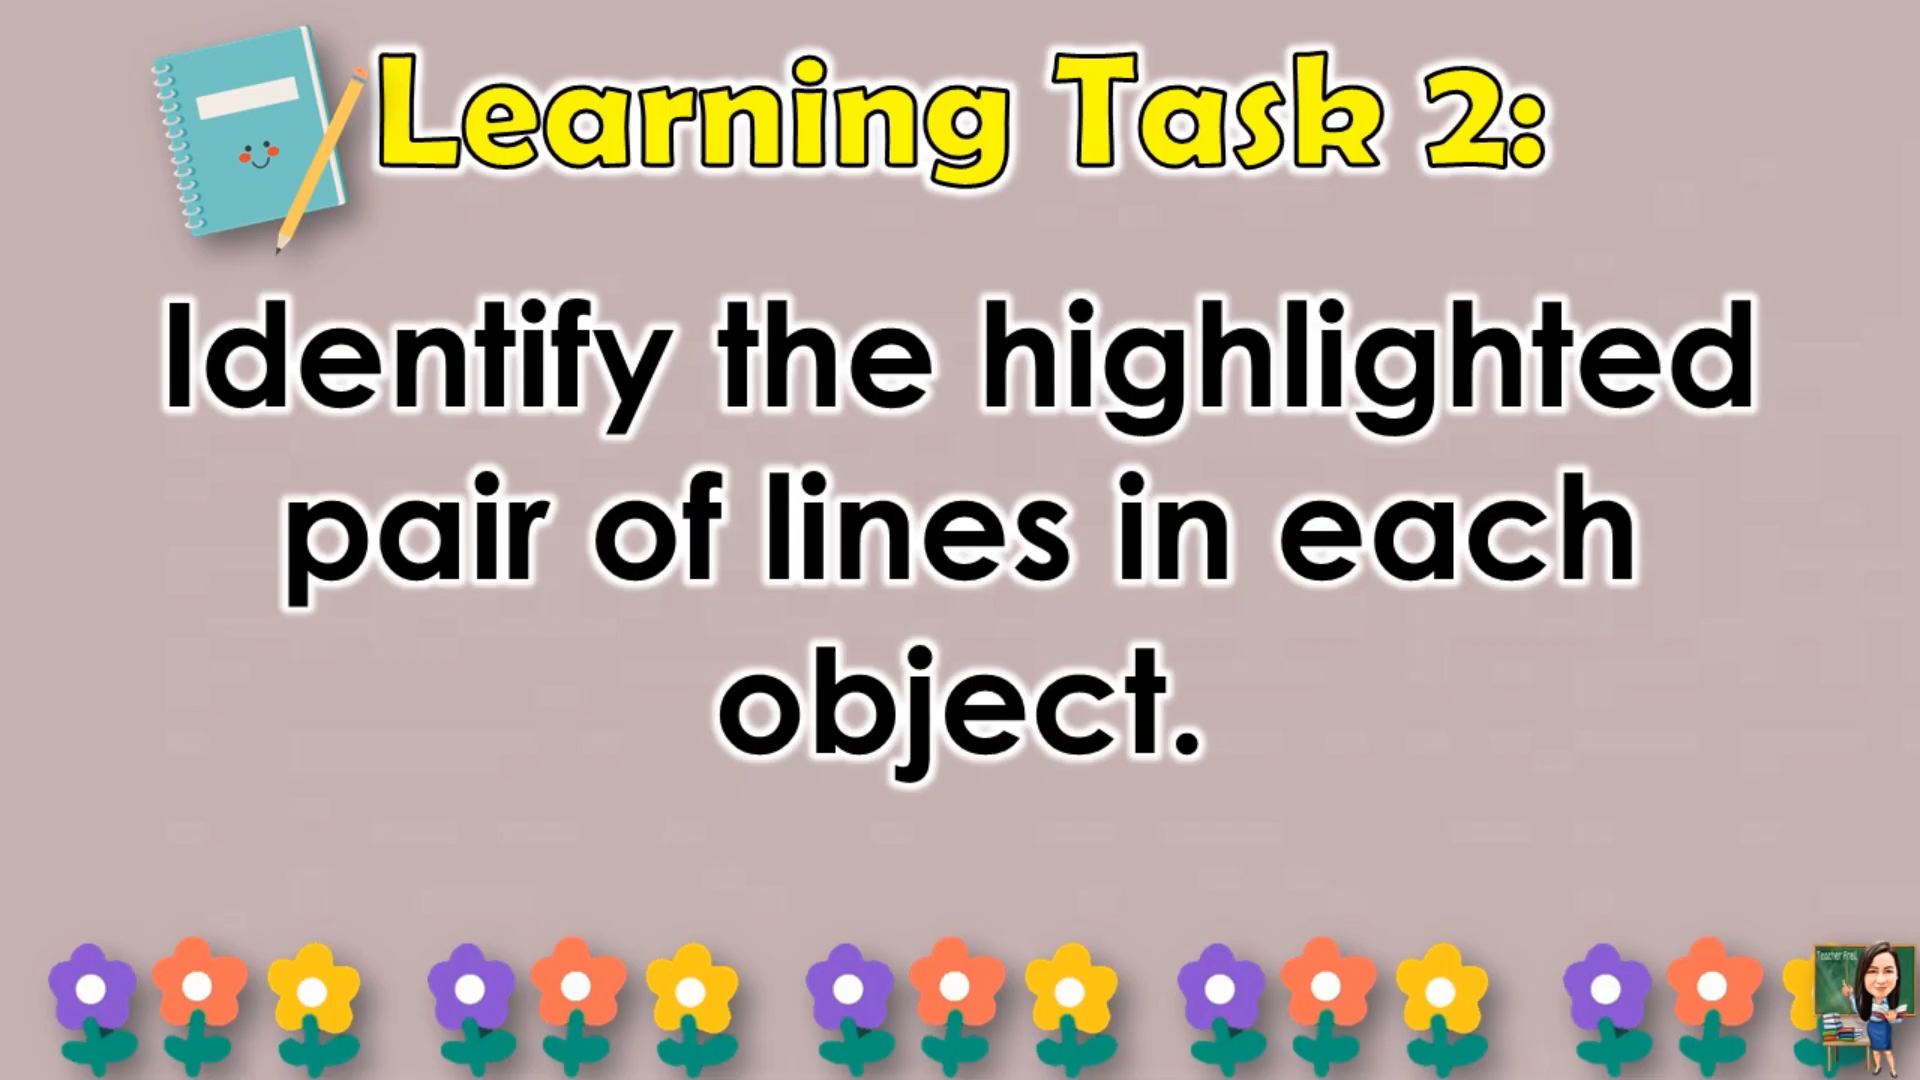 Learning Task 2:
Identify the highlighted
pair of lines in each
object.